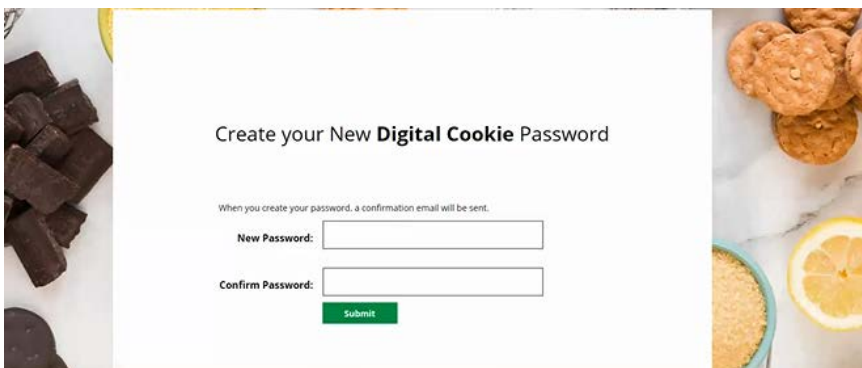 Create your New Digital Cookie Password
When you create your password, a confirmation email will be sent.
New Password:
Confirm Password:
Submit